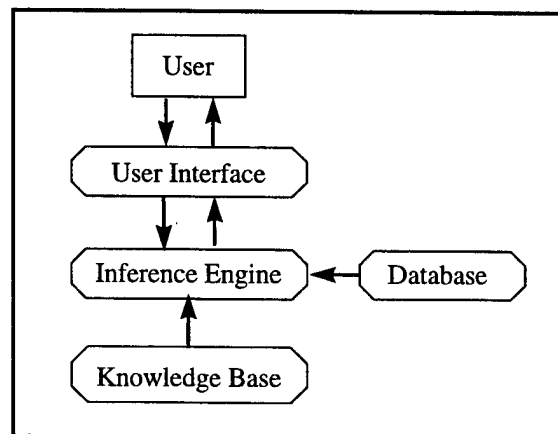 User
User Interface
Inference Engine
Database
Knowledge Base